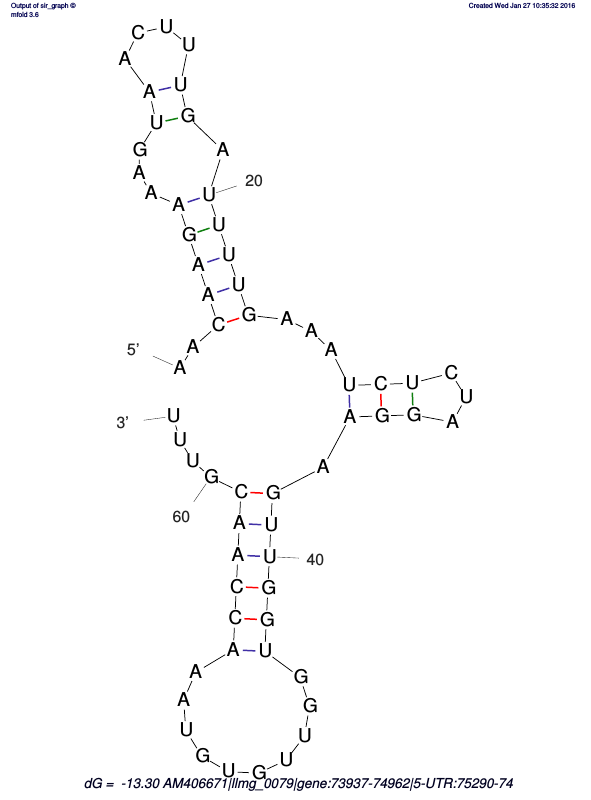 Output of sir_graph ©
mfold 3.6
Created Wed Jan 27 10:35:32 2016
5'
A A C A A G A A A G U A A C U U U G A U
20
U U U G A A A U C U C U A G G A A G U U
40
G G U G G U U G U G U A A A C C A A C G
60
U U U
3'
dG = -13.30 AM406671|llmg_0079|gene:73937-74962|5-UTR:75290-74